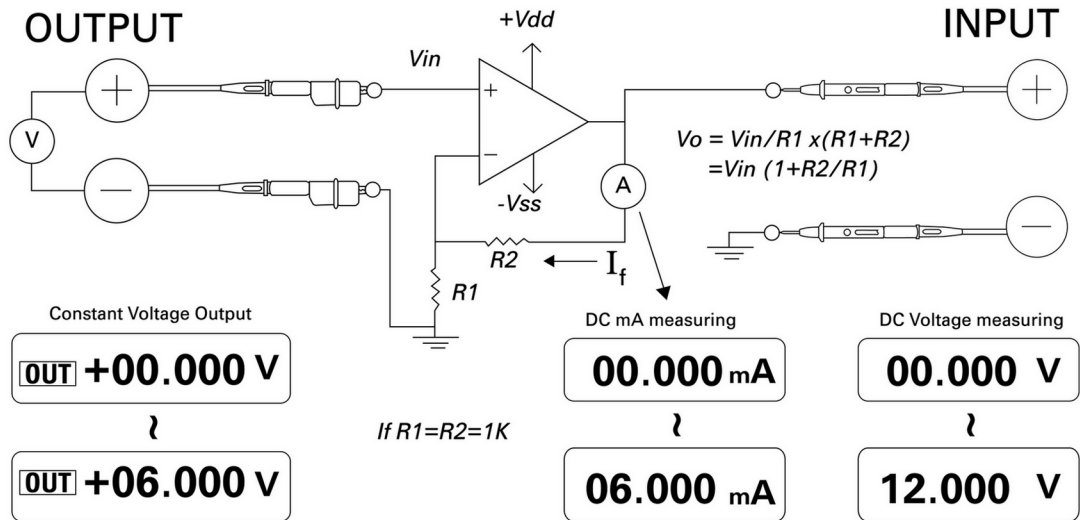 OUTPUT
INPUT
+Vdd
Vin
+
+
+
V
−
Vo = Vin/R1 x(R1+R2)
=Vin (1+R2/R1)
A
−
-Vss
−
R2
If
R1
Constant Voltage Output
DC mA measuring
DC Voltage measuring
OUT +00.000 V
00.000 mA
00.000 V
~
~
~
If R1=R2=1K
OUT +06.000 V
06.000 mA
12.000 V